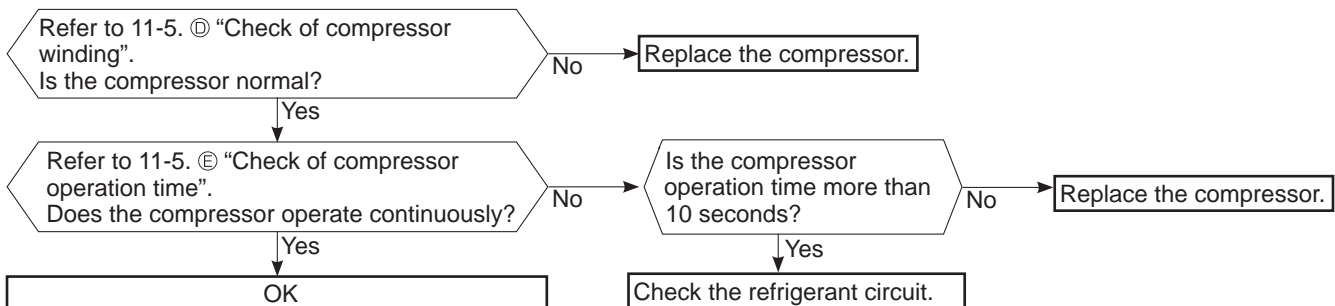 Refer to 11-5. Ⓓ “Check of compressor
winding”.
Is the compressor normal?
No
Replace the compressor.
Yes
Refer to 11-5. Ⓔ “Check of compressor
operation time”.
Does the compressor operate continuously?
No
Is the compressor
operation time more than
10 seconds?
No
Replace the compressor.
Yes
Yes
OK
Check the refrigerant circuit.